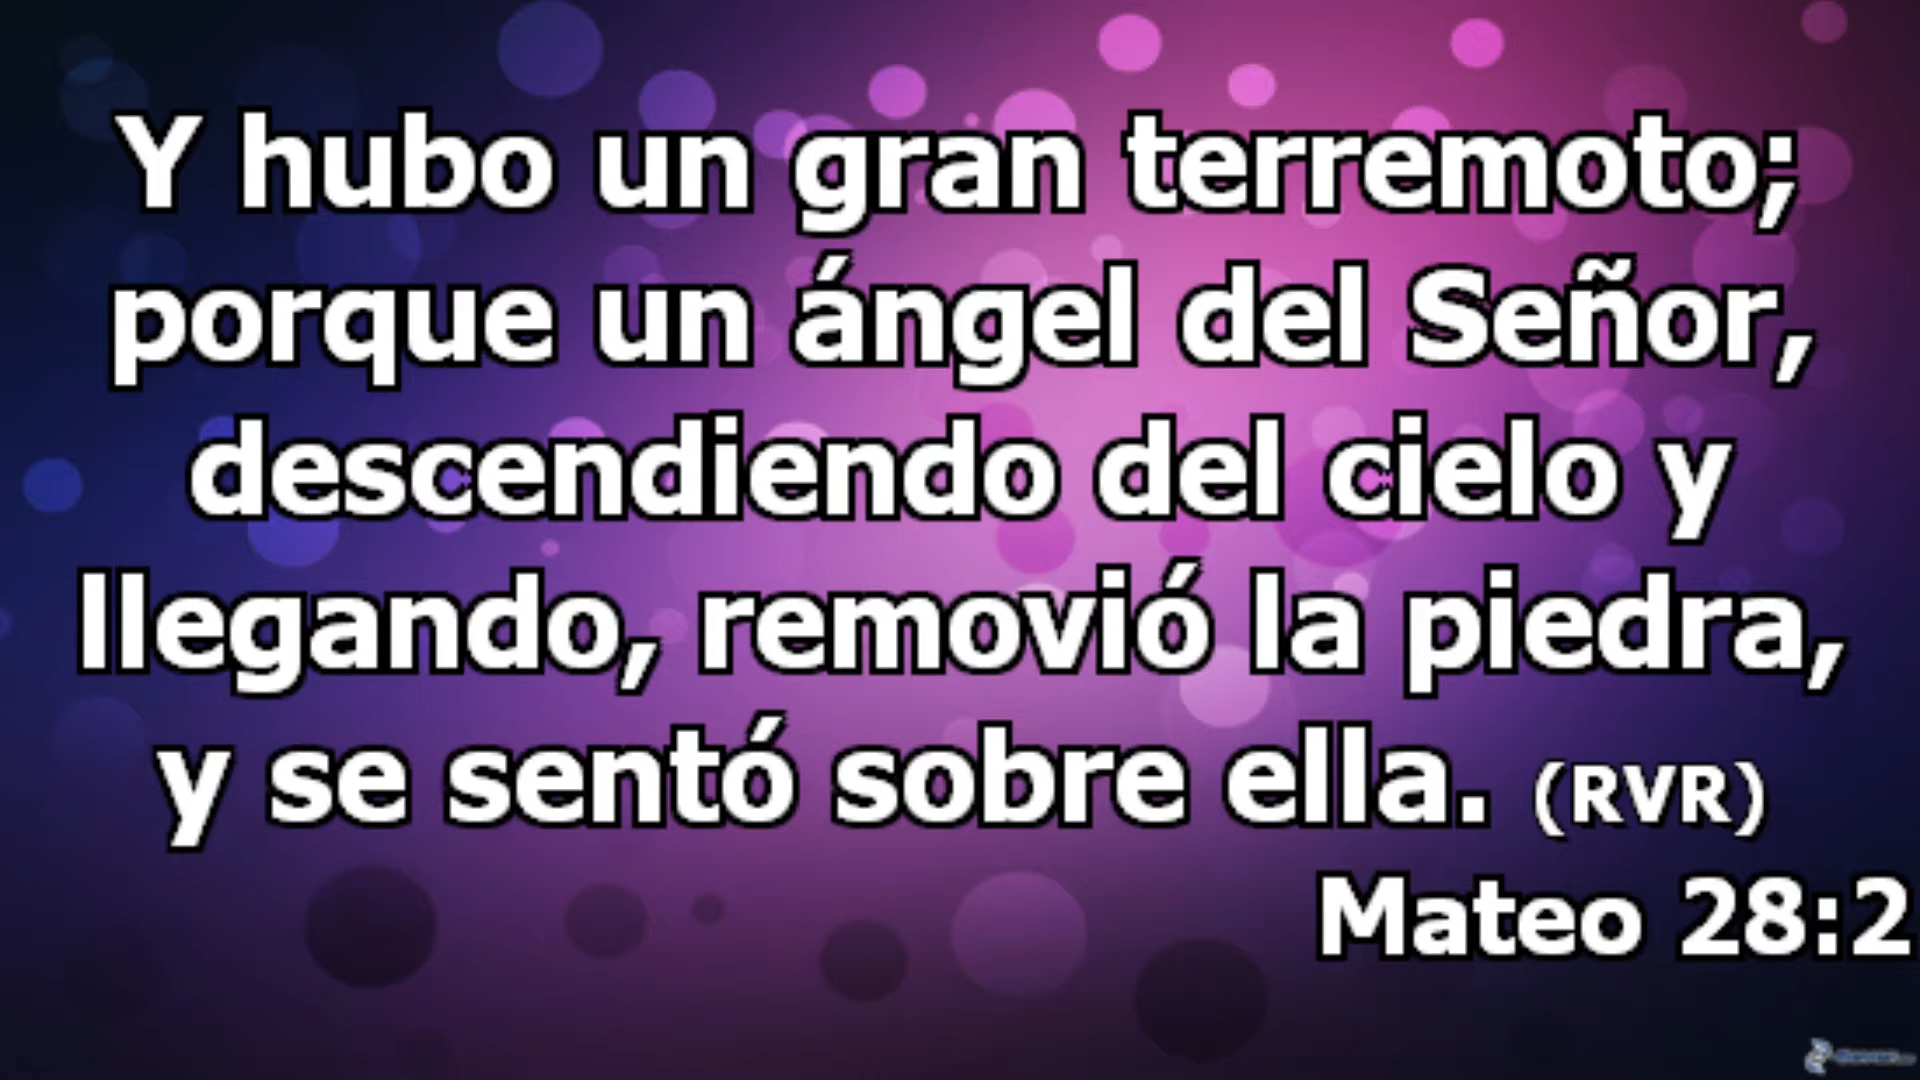 Y hubo un gran terremoto;
porque un ángel del Señor,
descendiendo del cielo y
llegando, removió la piedra,
y se sentó sobre ella. (RVR)
Mateo 28:2